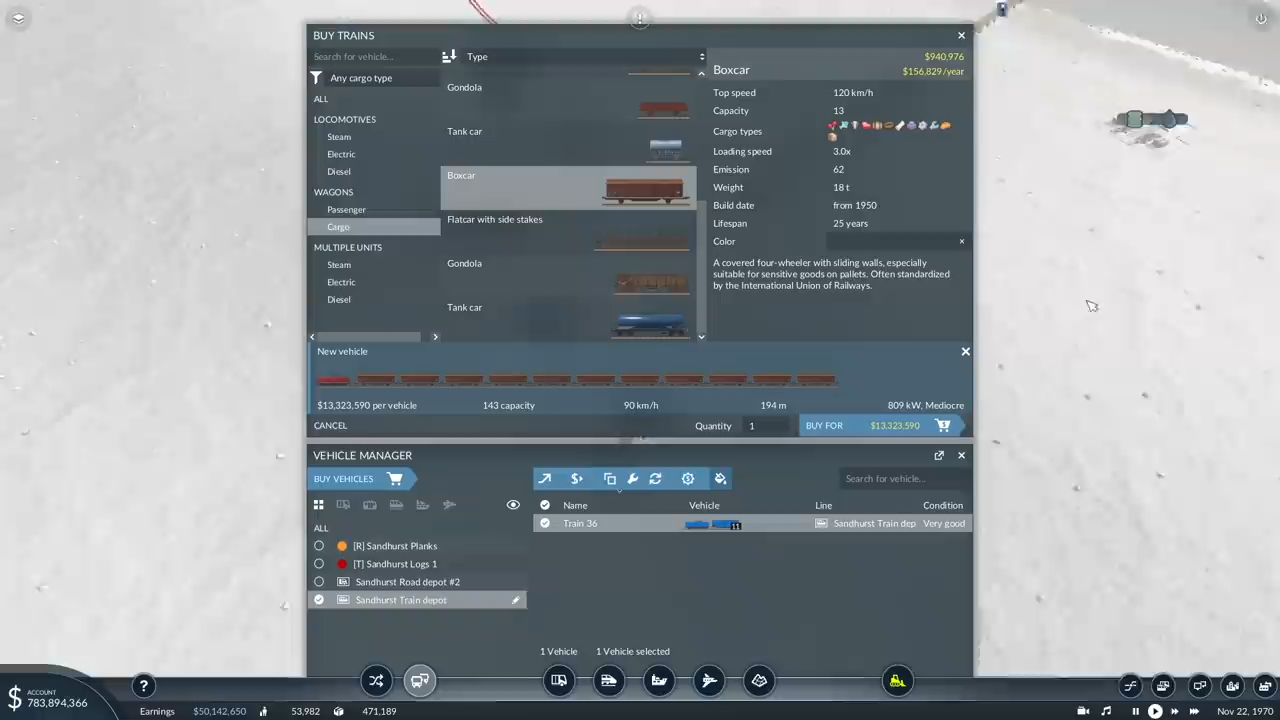 BUY TRAINS
Search for vehicle...
Type
Any cargo type
ALL
LOCOMOTIVES
Steam
Electric
Diesel
WAGONS
Passenger
Cargo
MULTIPLE UNITS
Steam
Electric
Diesel
Gondola
Tank car
Boxcar
Flatcar with side stakes
Gondola
Tank car
$940,976
Boxcar
$156,829/year
Top speed 120 km/h
Capacity 13
Cargo types
Loading speed 3.0x
Emission 62
Weight 18 t
Build date from 1950
Lifespan 25 years
Color
A covered four-wheeler with sliding walls, especially
suitable for sensitive goods on pallets. Often standardized
by the International Union of Railways.
New vehicle
$13,323,590 per vehicle 143 capacity 90 km/h 194 m 809 kW, Mediocre
CANCEL Quantity 1 BUY FOR $13,323,590
VEHICLE MANAGER
BUY VEHICLES
Search for vehicle...
ALL
[R] Sandhurst Planks
[T] Sandhurst Logs 1
Sandhurst Road depot #2
Sandhurst Train depot
Name Vehicle Line Condition
Train 36 11 Sandhurst Train dep Very good
1 Vehicle 1 Vehicle selected
$ ACCOUNT
783,894,366
?
Earnings $50,142,650 53,982 471,189 Nov 22, 1970